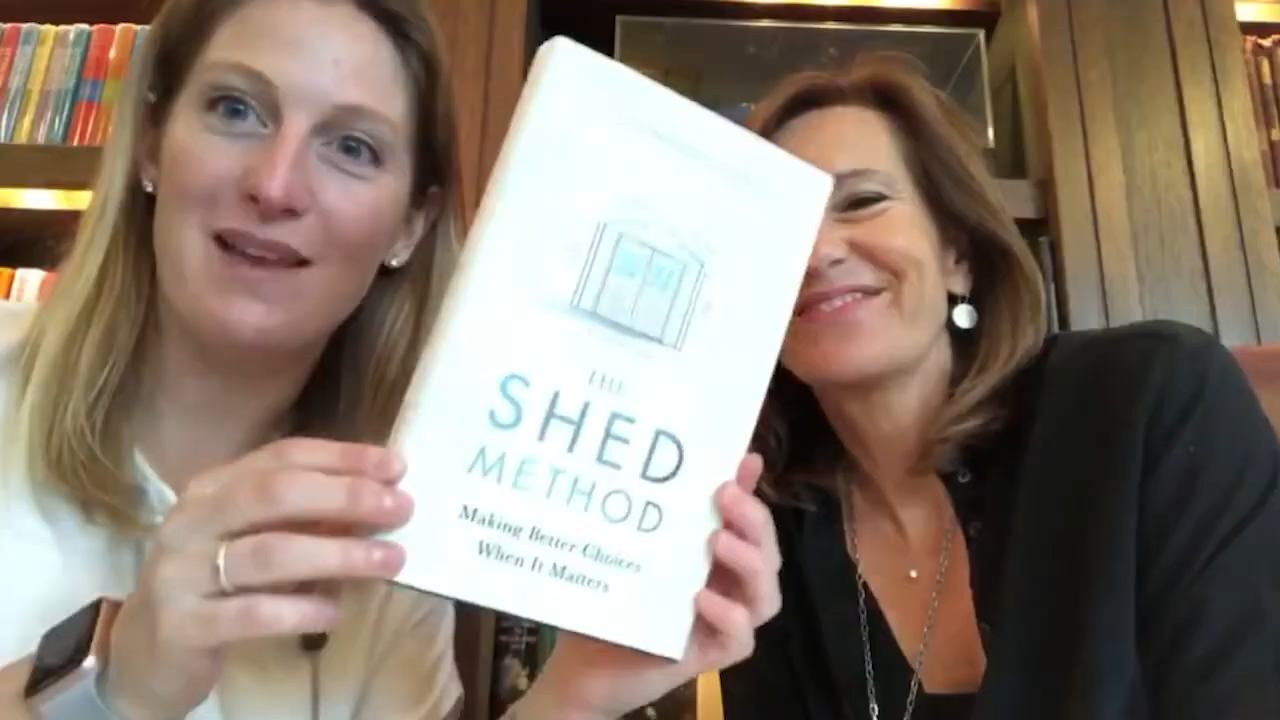 THE
SHED
METHOD
Making Better Choices
When It Matters